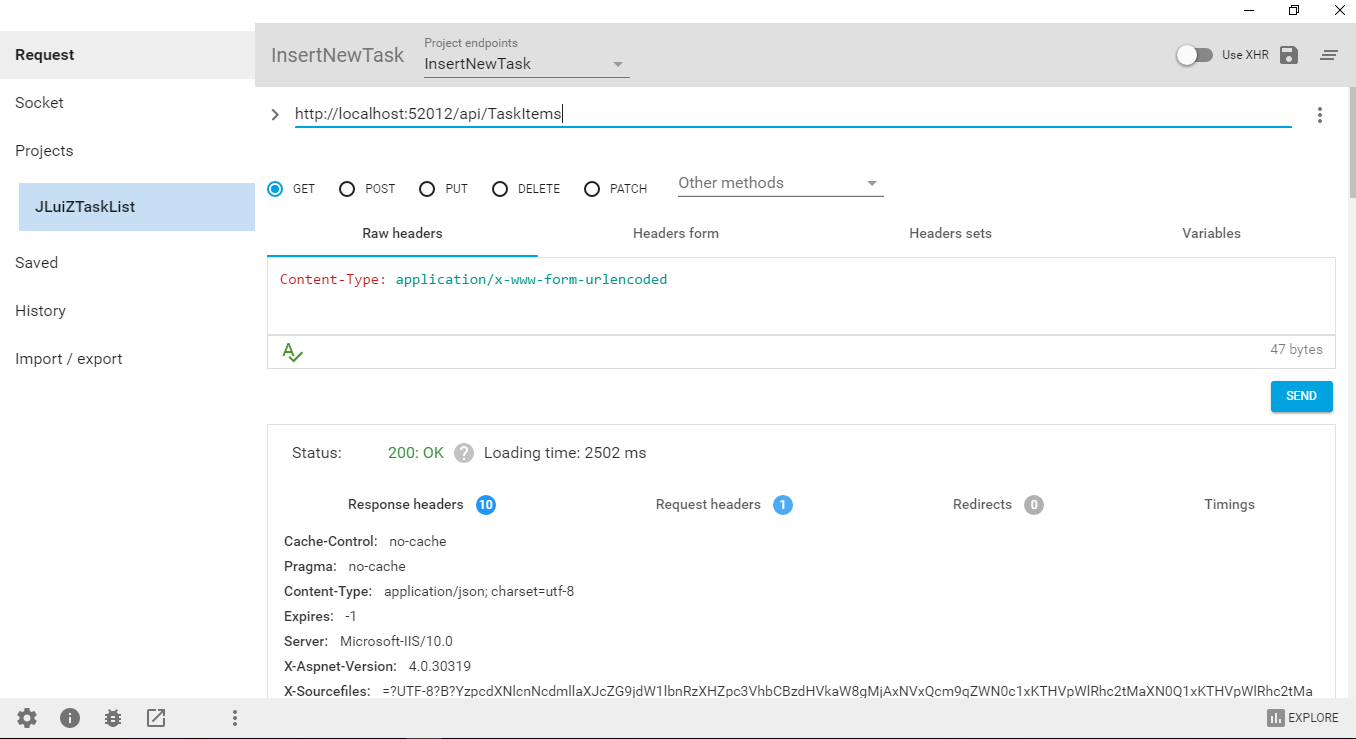 Request
Socket
Projects
JLuiZTaskList
Saved
History
Import / export
InsertNewTask
Project endpoints
InsertNewTask
Use XHR
http://localhost:52012/api/TaskItems
GET POST PUT DELETE PATCH Other methods
Raw headers Headers form Headers sets Variables
Content-Type: application/x-www-form-urlencoded
47 bytes
SEND
Status: 200: OK ? Loading time: 2502 ms
Response headers 10 Request headers 1 Redirects 0 Timings
Cache-Control: no-cache
Pragma: no-cache
Content-Type: application/json; charset=utf-8
Expires: -1
Server: Microsoft-IIS/10.0
X-Aspnet-Version: 4.0.30319
X-Sourcefiles:
EXPLORE